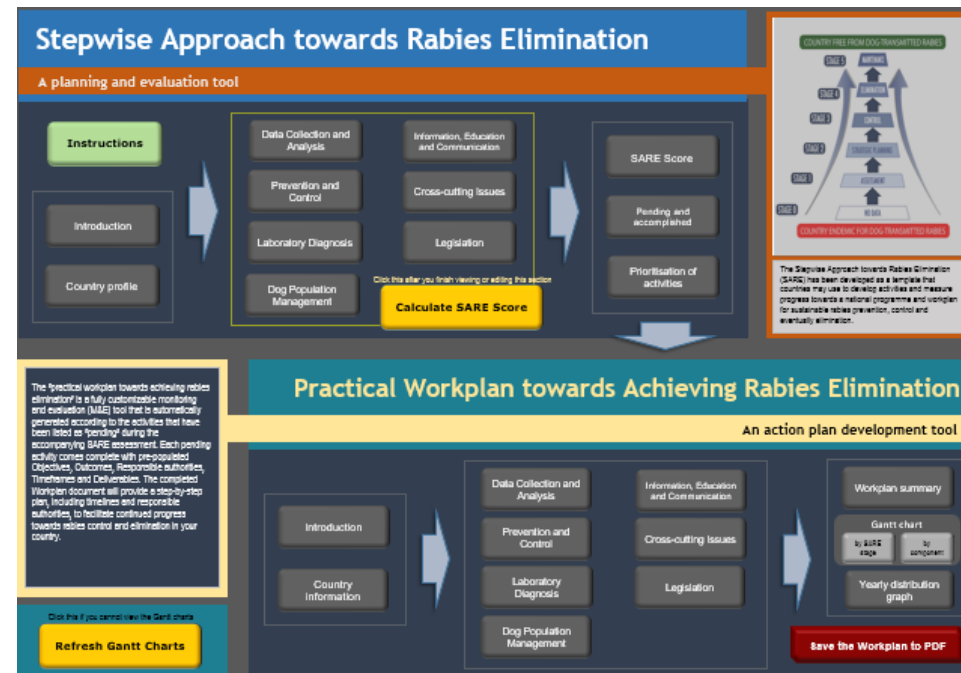 Stepwise Approach towards Rabies Elimination
A planning and evaluation tool
Instructions
Introduction
Country profile
Data Collection and
Analysis
Prevention and
Control
Laboratory Diagnosis
Dog Population
Management
Information, Education
and Communication
Cross-cutting Issues
Legislation
Click this after you finish viewing or editing this section
Calculate SARE Score
SARE Score
Pending and
accomplished
Prioritisation of
activities
COUNTRY FREE FROM DOG-TRANSMITTED RABIES
STAGE 5
MAINTENANCE
STAGE 4
ELIMINATION
STAGE 3
CONTROL
STAGE 2
STRATEGIC PLANNING
STAGE 1
ASSESSMENT
STAGE 0
NO DATA
COUNTRY ENDEMIC FOR DOG-TRANSMITTED RABIES
The Stepwise Approach towards Rabies Elimination
(SARE) has been developed as a template that
countries may use to develop activities and measure
progress towards a national programme and workplan
for sustainable rabies prevention, control and
eventually elimination.
The "practical workplan towards achieving rabies
elimination" is a fully customizable monitoring
and evaluation (M&E) tool that is automatically
generated according to the activities that have
been listed as "pending" during the
accompanying SARE assessment. Each pending
activity comes complete with pre-populated
Objectives, Outcomes, Responsible authorities,
Timeframes and Deliverables. The completed
Workplan document will provide a step-by-step
plan, including timelines and responsible
authorities, to facilitate continued progress
towards rabies control and elimination in your
country.
Click this if you cannot view the Gantt charts
Refresh Gantt Charts
Practical Workplan towards Achieving Rabies Elimination
An action plan development tool
Introduction
Country
Information
Data Collection and
Analysis
Prevention and
Control
Laboratory
Diagnosis
Dog Population
Management
Information, Education
and Communication
Cross-cutting Issues
Legislation
Workplan summary
Gantt chart
by SARE
stage
by
component
Yearly distribution
graph
Save the Workplan to PDF